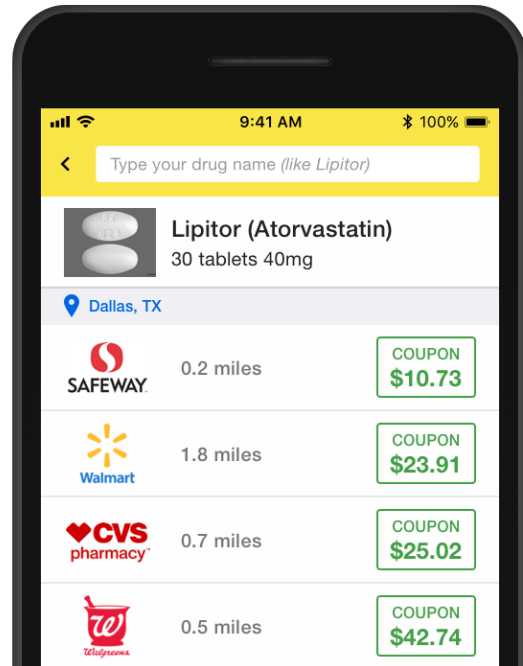 9:41 AM
100%
Type your drug name (like Lipitor)
Lipitor (Atorvastatin)
30 tablets 40mg
Dallas, TX
SAFEWAY
0.2 miles
COUPON
$10.73
Walmart
1.8 miles
COUPON
$23.91
CVS
pharmacy
0.7 miles
COUPON
$25.02
Walgreens
0.5 miles
COUPON
$42.74